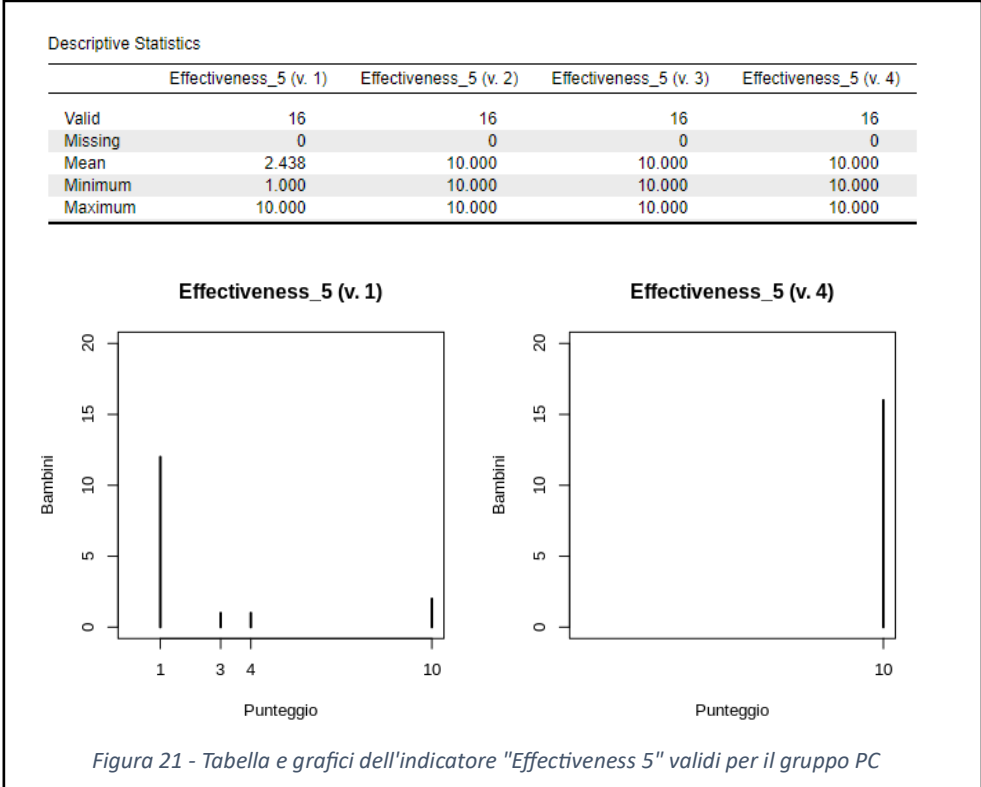 Descriptive Statistics
Effectiveness_5 (v. 1) Effectiveness_5 (v. 2) Effectiveness_5 (v. 3) Effectiveness_5 (v. 4)
Valid 16 16 16 16
Missing 0 0 0 0
Mean 2.438 10.000 10.000 10.000
Minimum 1.000 10.000 10.000 10.000
Maximum 10.000 10.000 10.000 10.000
Effectiveness_5 (v. 1)
20
15
10
5
0
Bambini
1 3 4 10
Punteggio
Effectiveness_5 (v. 4)
20
15
10
5
0
Bambini
10
Punteggio
Figura 21 - Tabella e grafici dell'indicatore "Effectiveness 5" validi per il gruppo PC